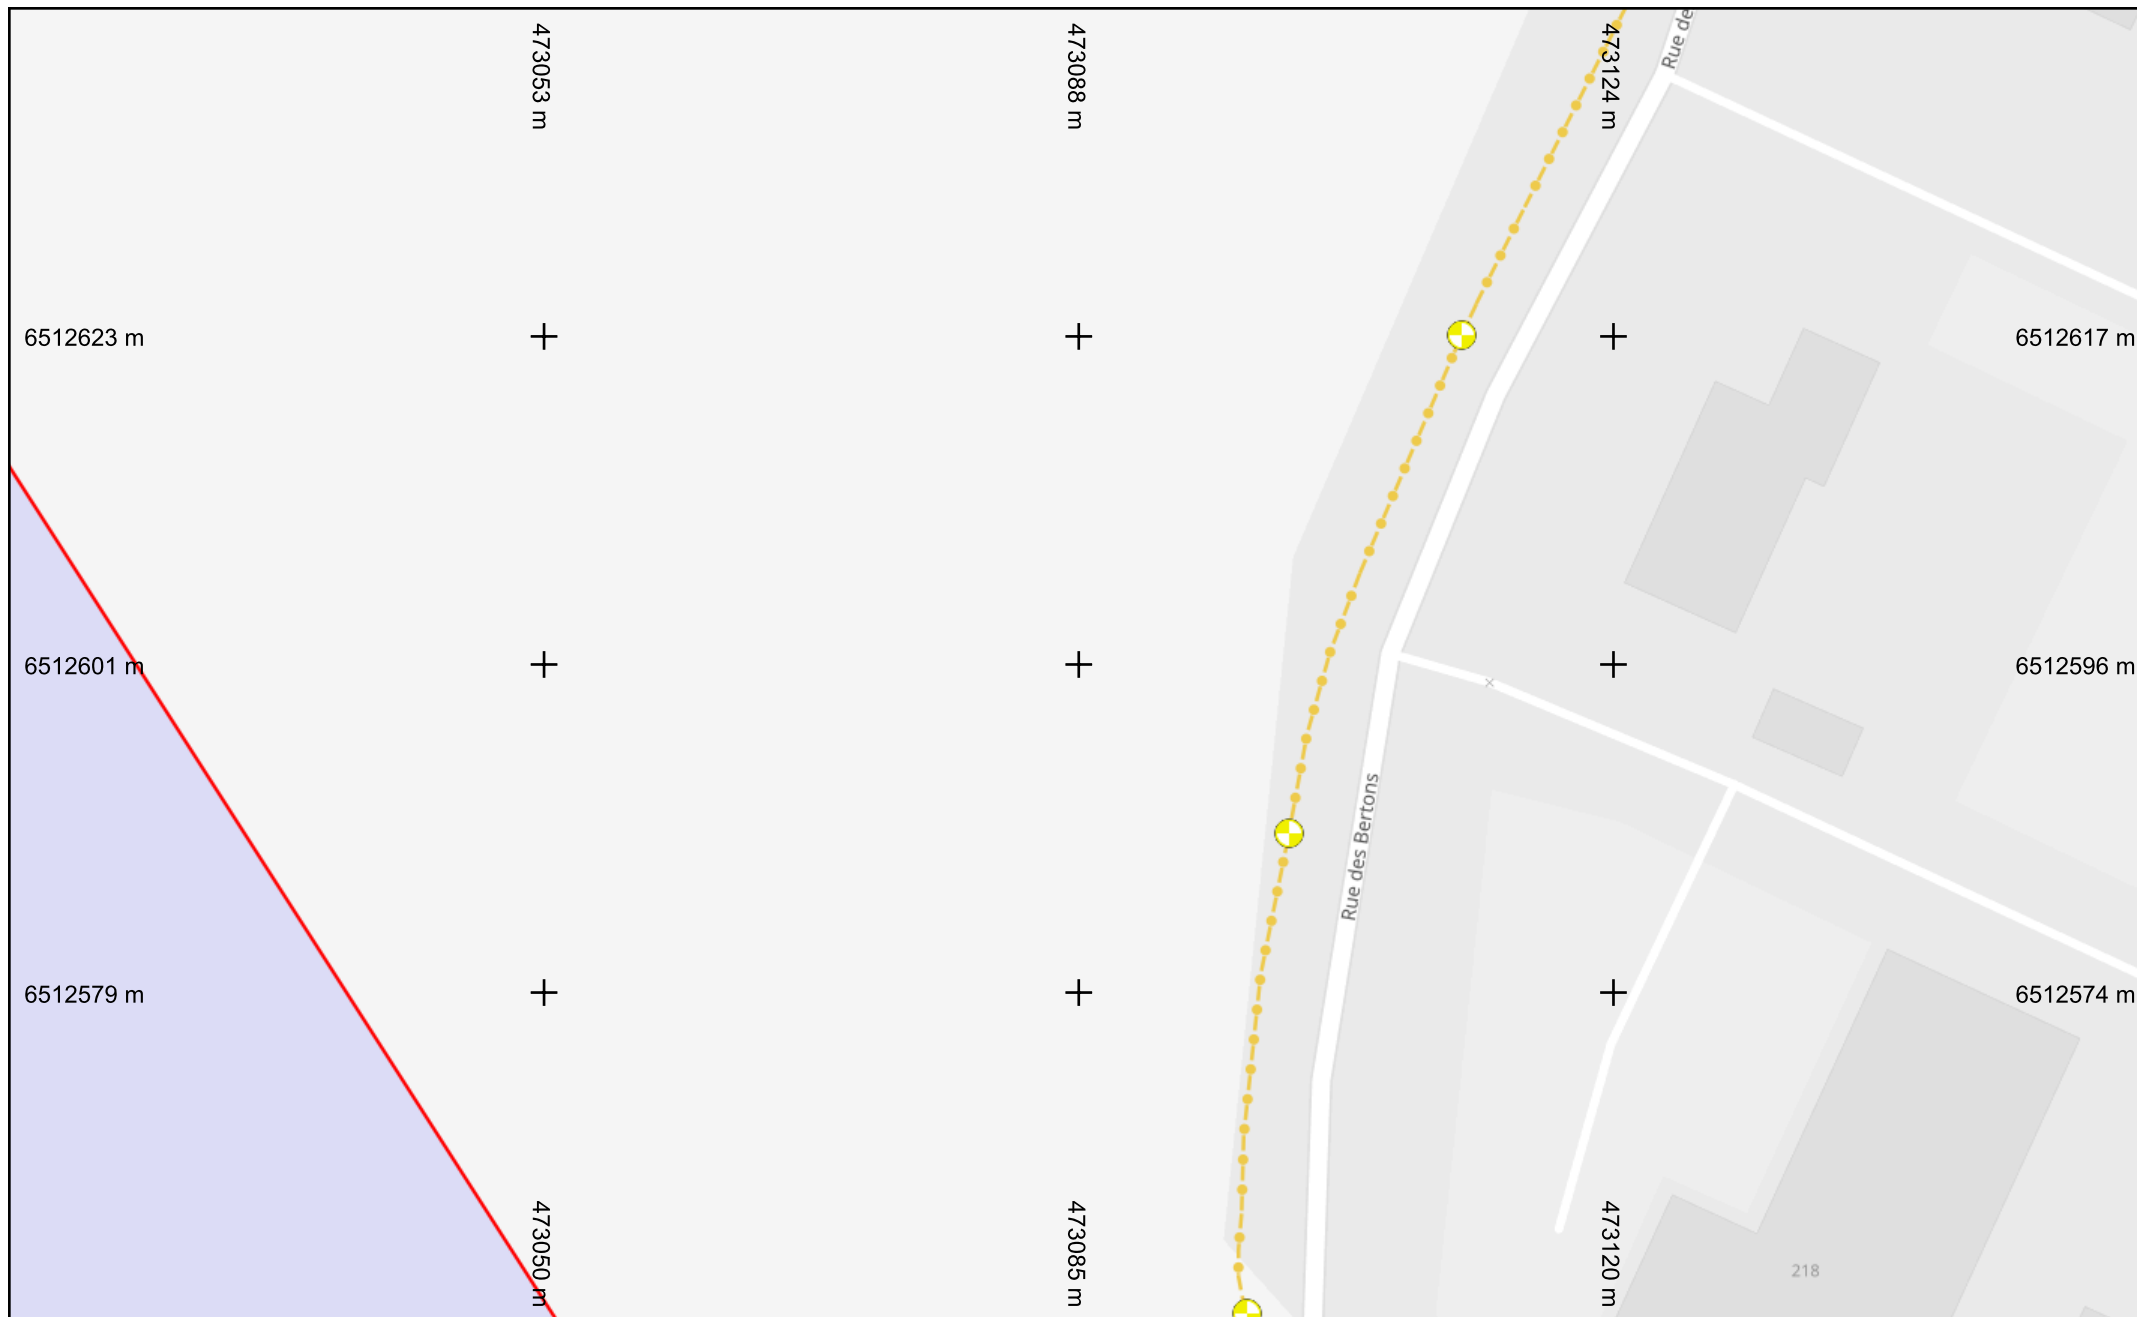 473053 m
473088 m
473124 m
Rue de
6512623 m
6512617 m
6512601 m
6512596 m
Rue des Bertons
6512579 m
6512574 m
473050 m
473085 m
473120 m
218